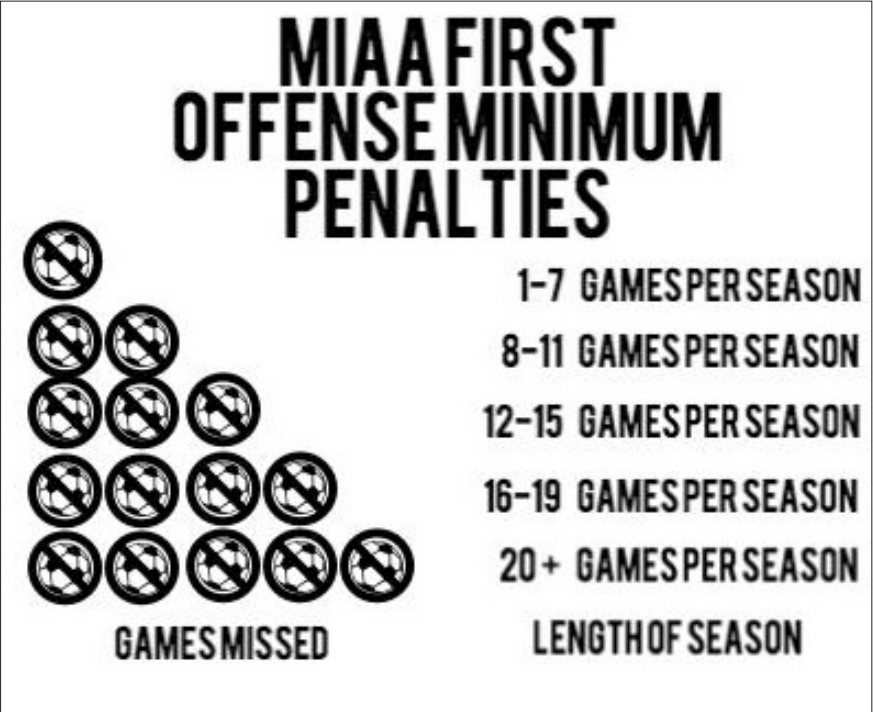 MIAA FIRST
OFFENSE MINIMUM
PENALTIES
1-7 GAMES PER SEASON
8-11 GAMES PER SEASON
12-15 GAMES PER SEASON
16-19 GAMES PER SEASON
20+ GAMES PER SEASON
GAMES MISSED
LENGTH OF SEASON